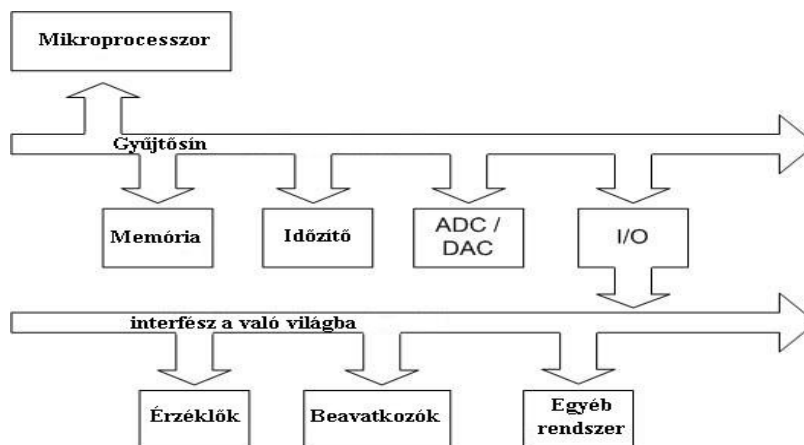 Mikroprocesszor
Gyűjtősín
Memória
Időzítő
ADC /
DAC
I/O
interfész a való világba
Érzéklők
Beavatkozók
Egyéb
rendszer